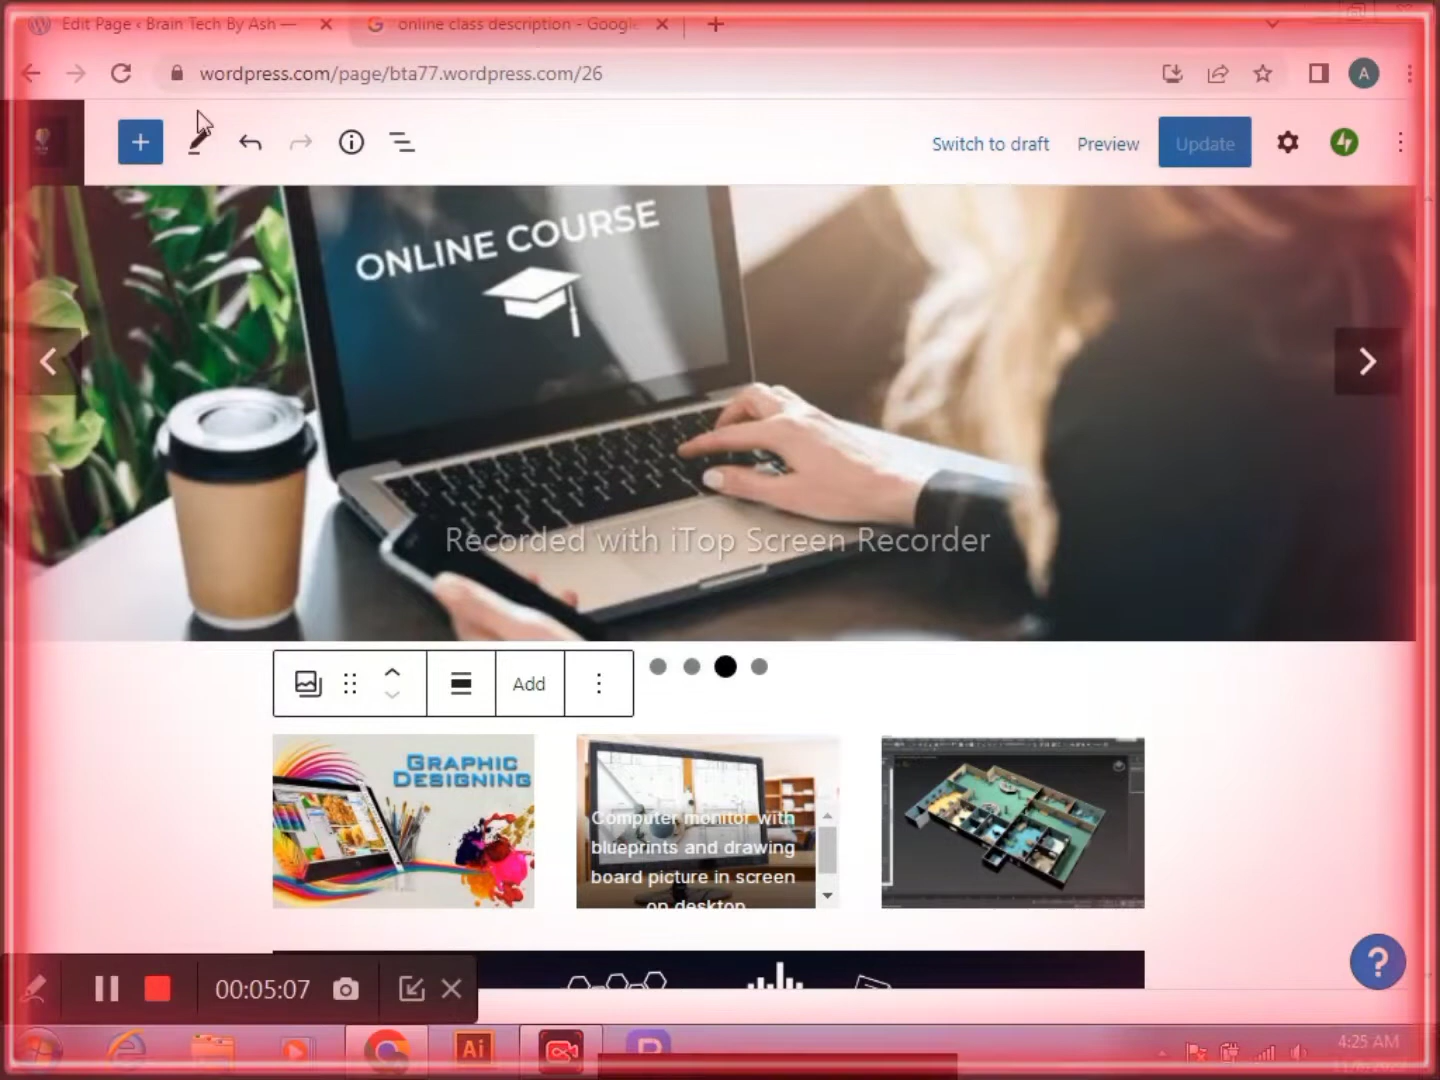 Edit Page ‹ Brain Tech By Ash —
online class description - Google
wordpress.com/page/bta77.wordpress.com/26
A
Switch to draft
Preview
Update
ONLINE COURSE
Recorded with iTop Screen Recorder
Add
GRAPHIC
DESIGNING
Computer monitor with
blueprints and drawing
board picture in screen
on desktop
00:05:07
?
Ai
4:25 AM